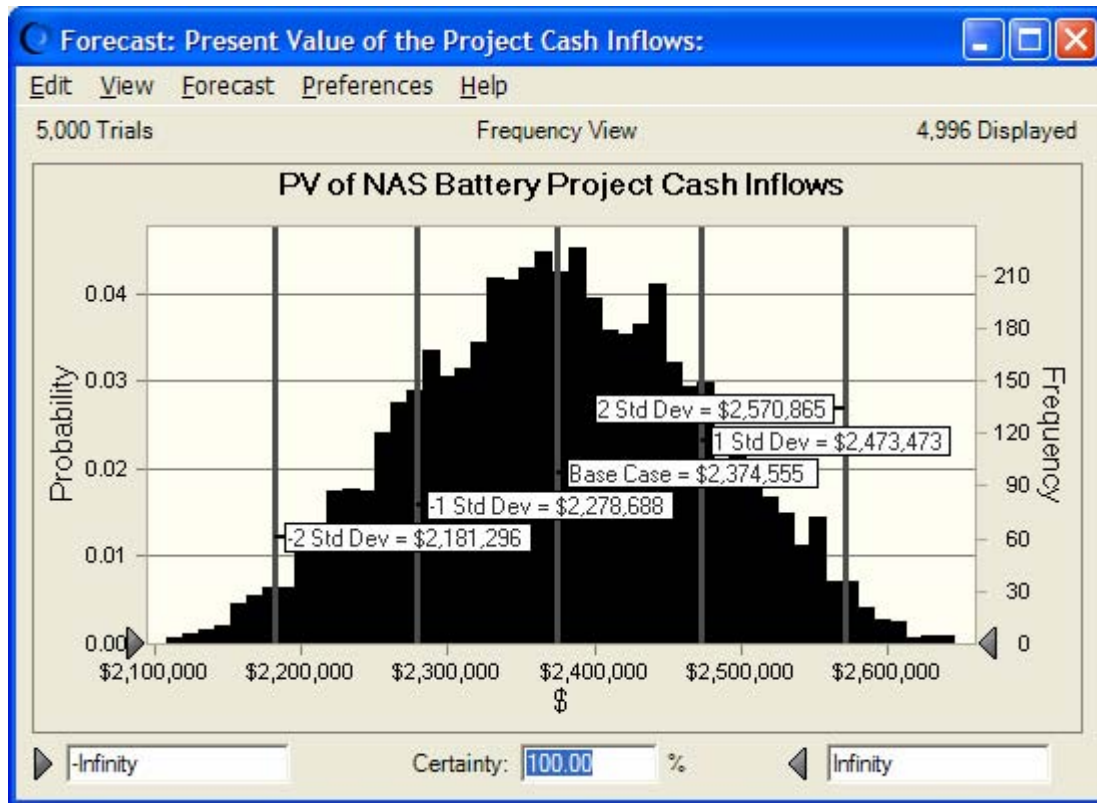 Forecast: Present Value of the Project Cash Inflows:
Edit View Forecast Preferences Help
5,000 Trials Frequency View 4,996 Displayed
PV of NAS Battery Project Cash Inflows
Probability
0.04
0.03
0.02
0.01
0.00
2 Std Dev = $2,570,865
1 Std Dev = $2,473,473
Base Case = $2,374,555
-1 Std Dev = $2,278,688
-2 Std Dev = $2,181,296
210
180
150
120
90
60
30
0
Frequency
$2,100,000 $2,200,000 $2,300,000 $2,400,000 $2,500,000 $2,600,000
$
-Infinity Certainty: 100.00 % Infinity